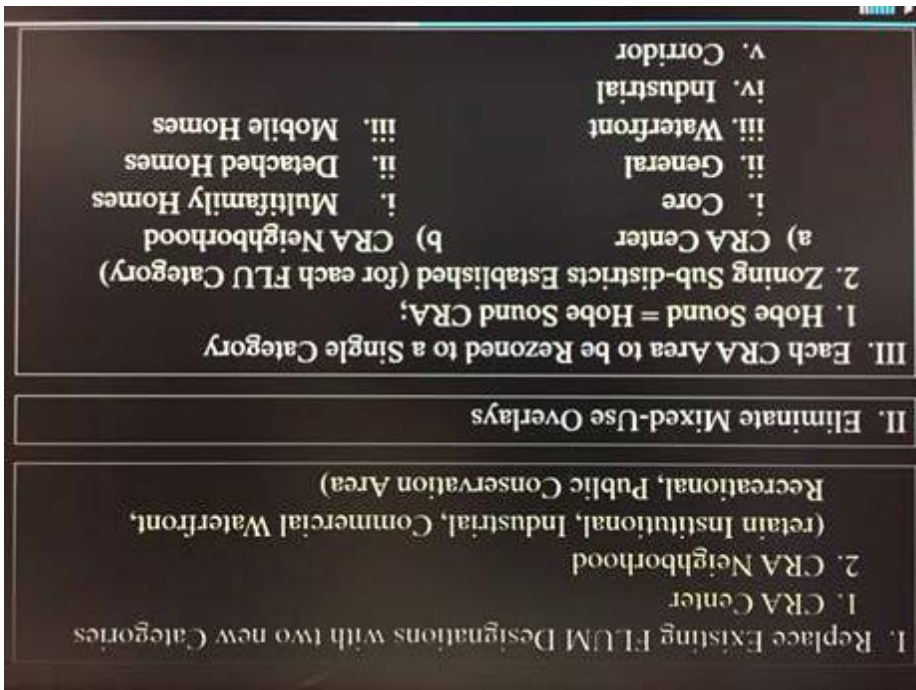 I. Replace Existing FLUM Designations with two new Categories
1. CRA Center
2. CRA Neighborhood
(retain Institutional, Industrial, Commercial Waterfront,
Recreational, Public Conservation Area)
II. Eliminate Mixed-Use Overlays
III. Each CRA Area to be Rezoned to a Single Category
1. Hobe Sound = Hobe Sound CRA;
2. Zoning Sub-districts Established (for each FLU Category)
a) CRA Center
i. Core
ii. General
iii. Waterfront
iv. Industrial
v. Corridor
b) CRA Neighborhood
i. Multifamily Homes
ii. Detached Homes
iii. Mobile Homes